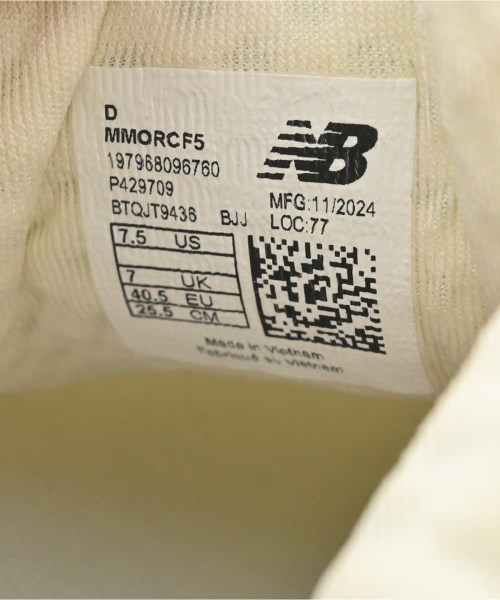 D
MMORCF5
197968096760
P429709
BTQJT9436 BJJ
NB
MFG:11/2024
LOC:77
7.5 US
7 UK
40.5 EU
25.5 CM
Made in Vietnam
Fabriqué au Vietnam